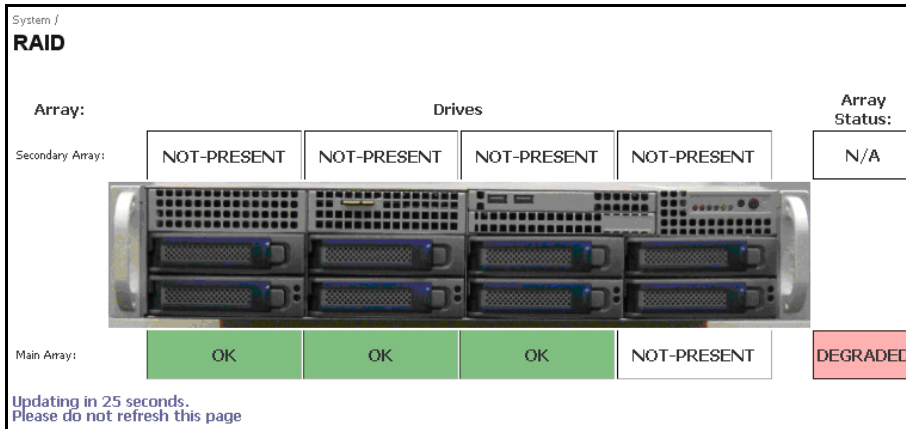 System /
RAID
Array: Drives Array Status:
Secondary Array: NOT-PRESENT NOT-PRESENT NOT-PRESENT NOT-PRESENT N/A
Main Array: OK OK OK NOT-PRESENT DEGRADED
Updating in 25 seconds.
Please do not refresh this page